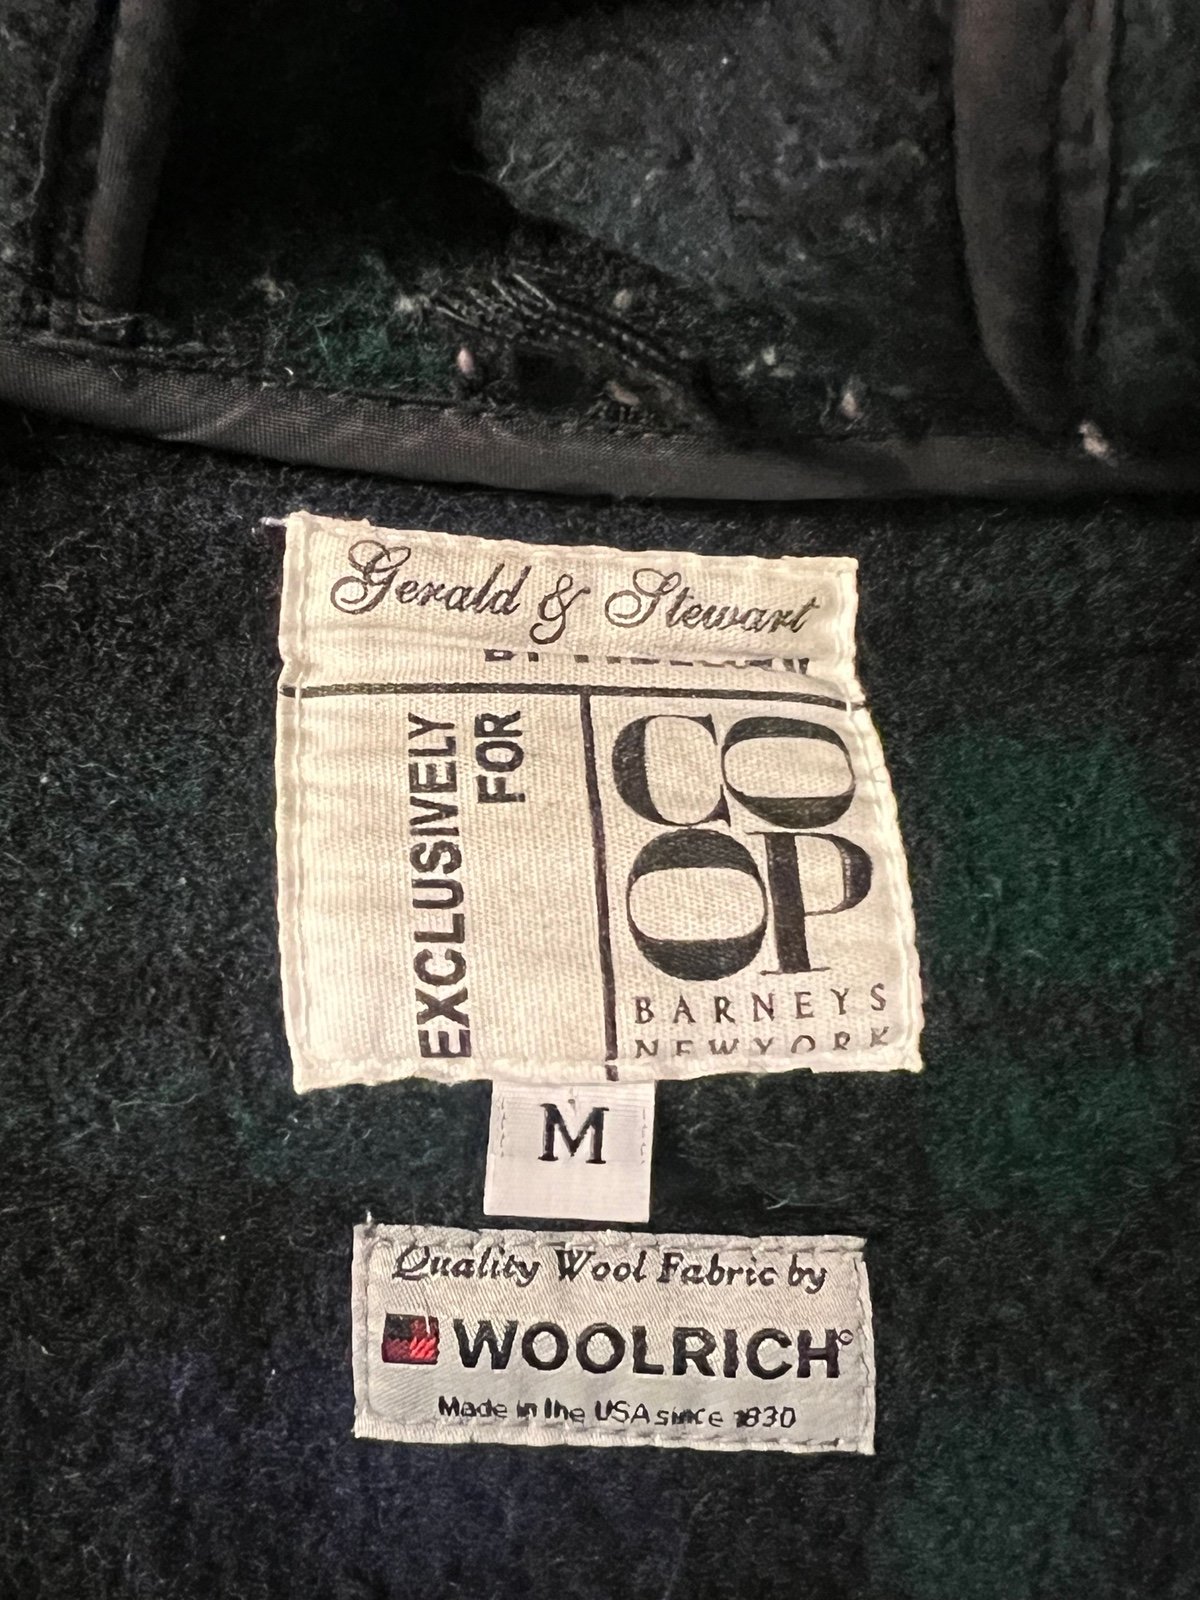 Gerald & Stewart
BY
EXCLUSIVELY
FOR
CO
OP
BARNEYS
NEW YORK
M
Quality Wool Fabric by
WOOLRICH
Made in the USA since 1830